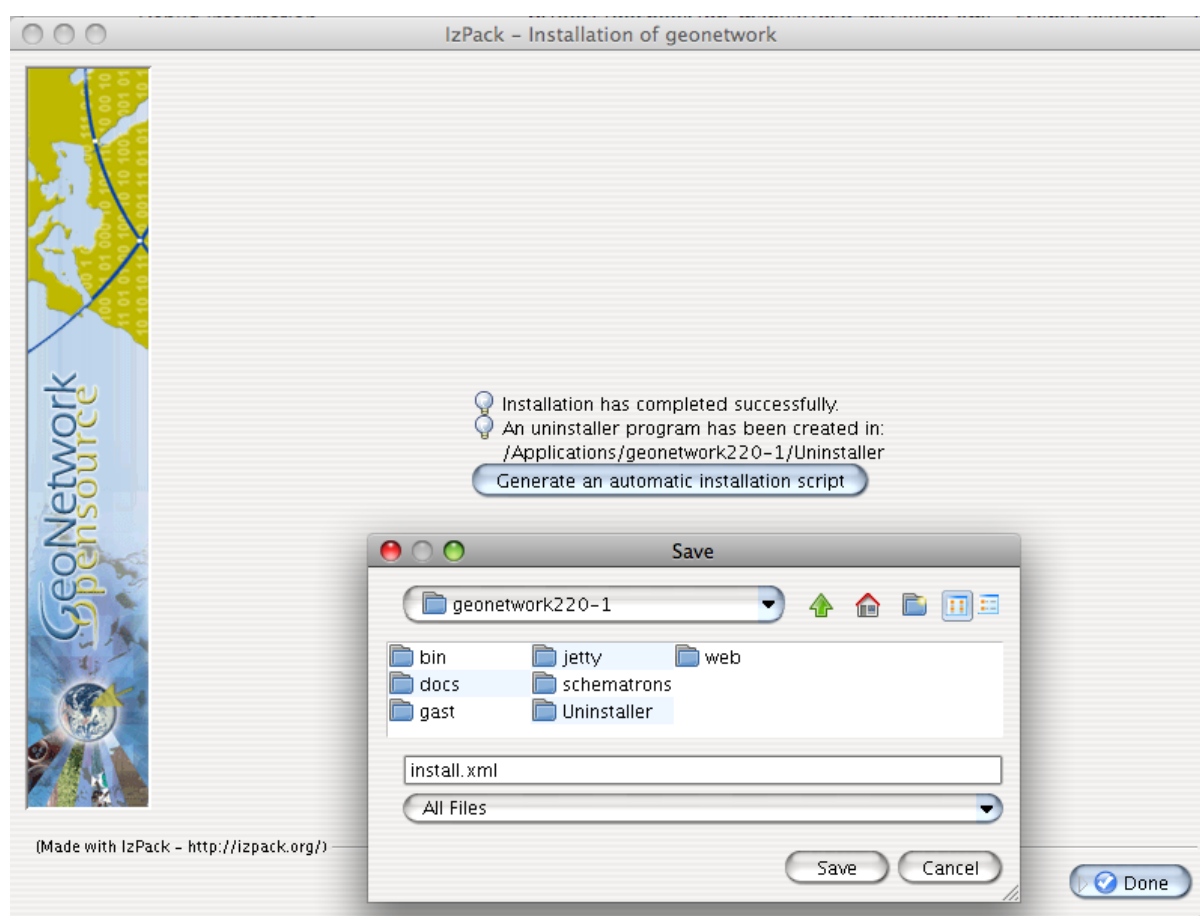 IzPack – Installation of geonetwork
GeoNetwork
Opensource
Installation has completed successfully.
An uninstaller program has been created in:
/Applications/geonetwork220-1/Uninstaller
Generate an automatic installation script
Save
geonetwork220-1
bin
jetty
web
docs
schematrons
gast
Uninstaller
install.xml
All Files
Save
Cancel
(Made with IzPack – http://izpack.org/)
Done